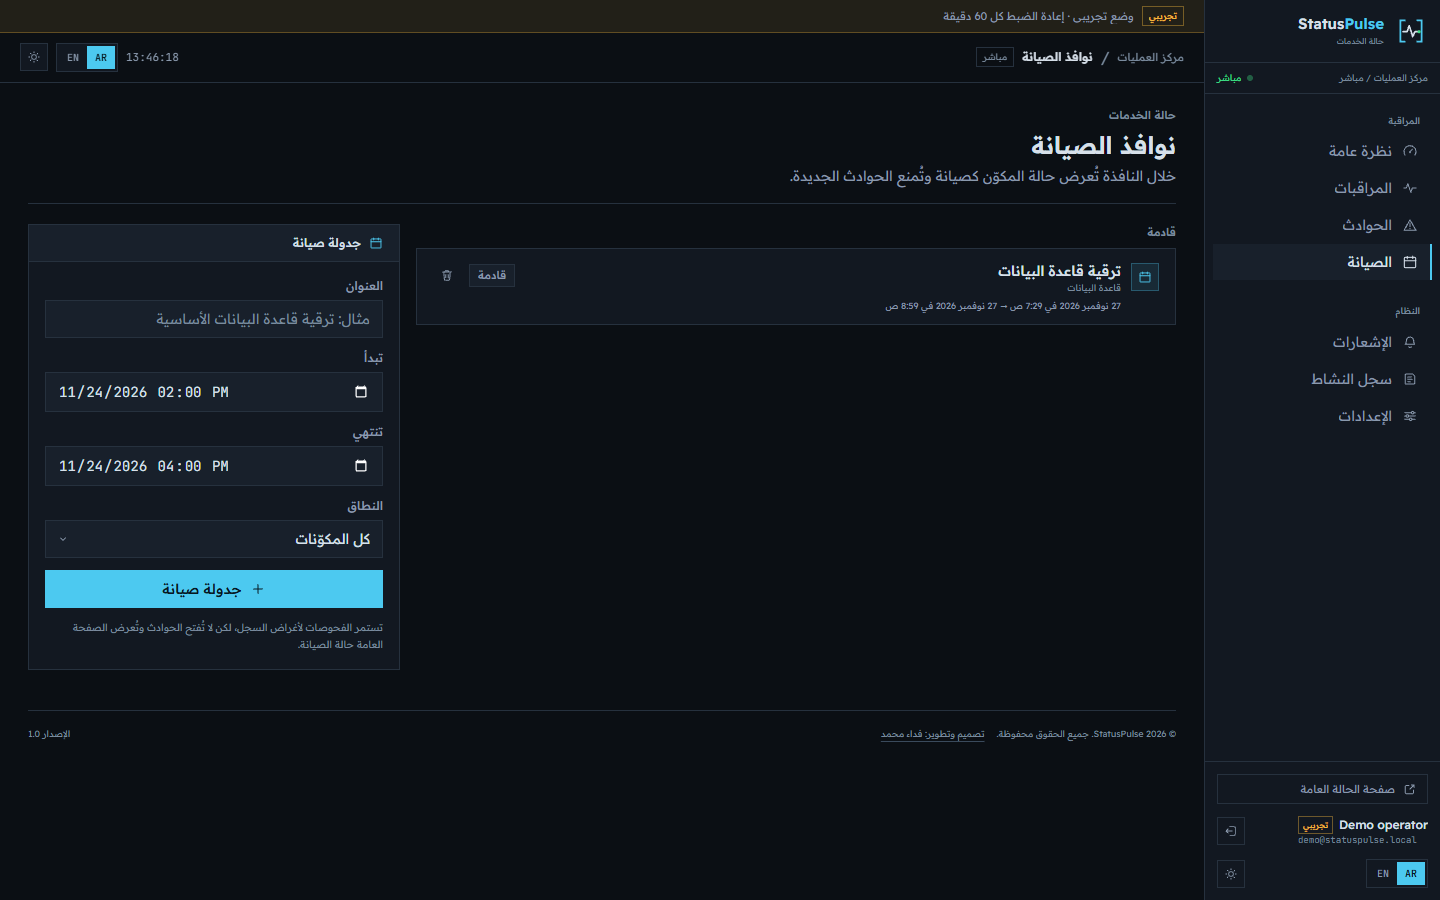 StatusPulse
حالة الخدمات
مركز العمليات / مباشر
مباشر
المراقبة
نظرة عامة
المراقبات
الحوادث
الصيانة
النظام
الإشعارات
سجل النشاط
الإعدادات
صفحة الحالة العامة
Demo operator تجريبي
demo@statuspulse.local
AR EN
تجريبي وضع تجريبي · إعادة الضبط كل 60 دقيقة
مركز العمليات / نوافذ الصيانة مباشر
13:46:18 AR EN
حالة الخدمات
نوافذ الصيانة
خلال النافذة تُعرض حالة المكوّن كصيانة وتُمنع الحوادث الجديدة.
قادمة
ترقية قاعدة البيانات
قاعدة البيانات
27 نوفمبر 2026 في 7:29 ص → 27 نوفمبر 2026 في 8:59 ص
قادمة
جدولة صيانة
العنوان
مثال: ترقية قاعدة البيانات الأساسية
تبدأ
11/24/2026 02:00 PM
تنتهي
11/24/2026 04:00 PM
النطاق
كل المكوّنات
جدولة صيانة
تستمر الفحوصات لأغراض السجل، لكن لا تُفتح الحوادث وتُعرض الصفحة
العامة حالة الصيانة.
© 2026 StatusPulse. جميع الحقوق محفوظة. تصميم وتطوير: فداء محمد
الإصدار 1.0